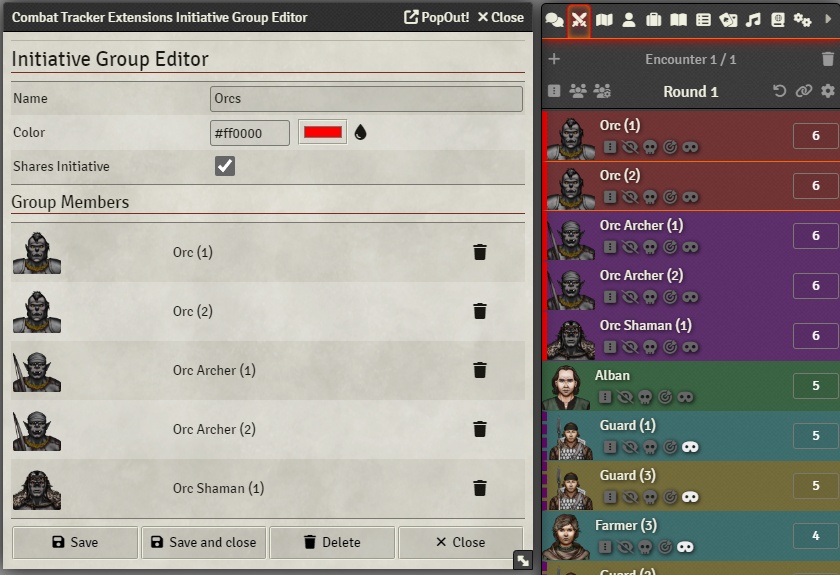 Combat Tracker Extensions Initiative Group Editor
PopOut!
Close
Initiative Group Editor
Name
Orcs
Color
#ff0000
Shares Initiative
Group Members
Orc (1)
Orc (2)
Orc Archer (1)
Orc Archer (2)
Orc Shaman (1)
Save
Save and close
Delete
Close
Encounter 1 / 1
Round 1
Orc (1)
6
Orc (2)
6
Orc Archer (1)
6
Orc Archer (2)
6
Orc Shaman (1)
6
Alban
5
Guard (1)
5
Guard (3)
5
Farmer (3)
4
Guard (2)